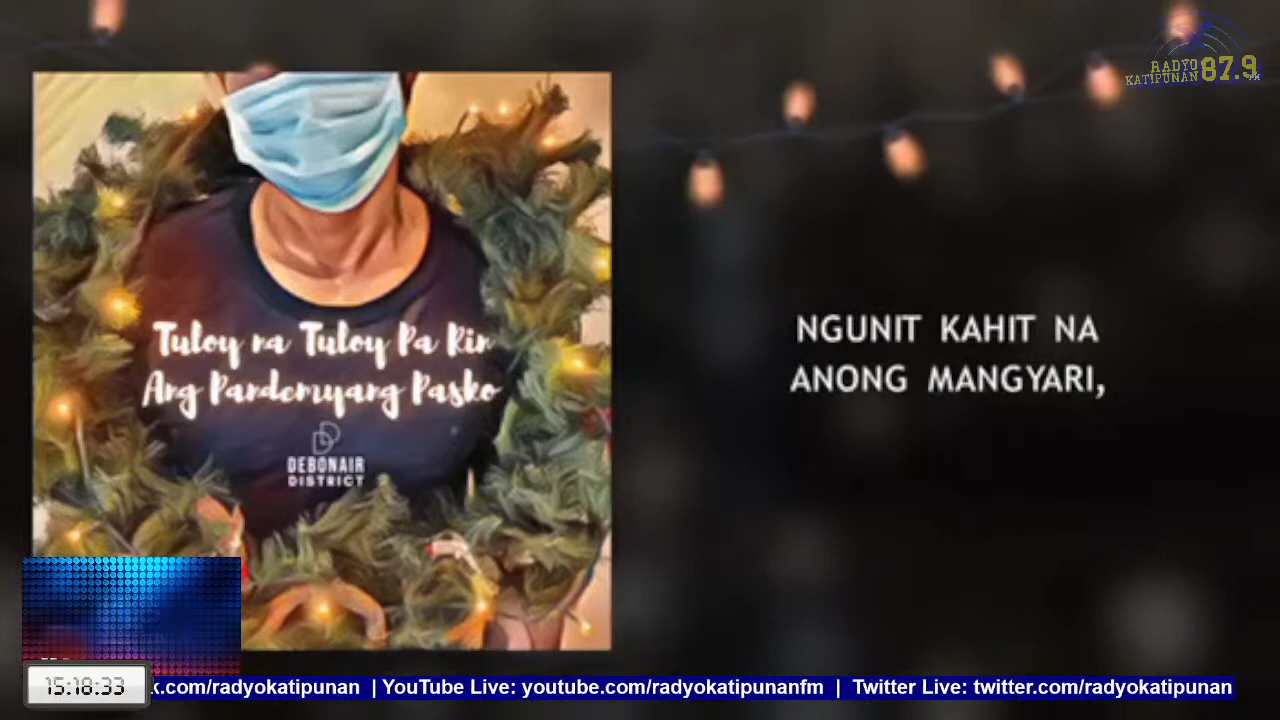 RADYO
KATIPUNAN 87.9
Tuloy na Tuloy Pa Rin
Ang Pandemyang Pasko
DEBONAIR
DISTRICT
NGUNIT KAHIT NA
ANONG MANGYARI,
15:18:33
k.com/radyokatipunan | YouTube Live: youtube.com/radyokatipunanfm | Twitter Live: twitter.com/radyokatipunan